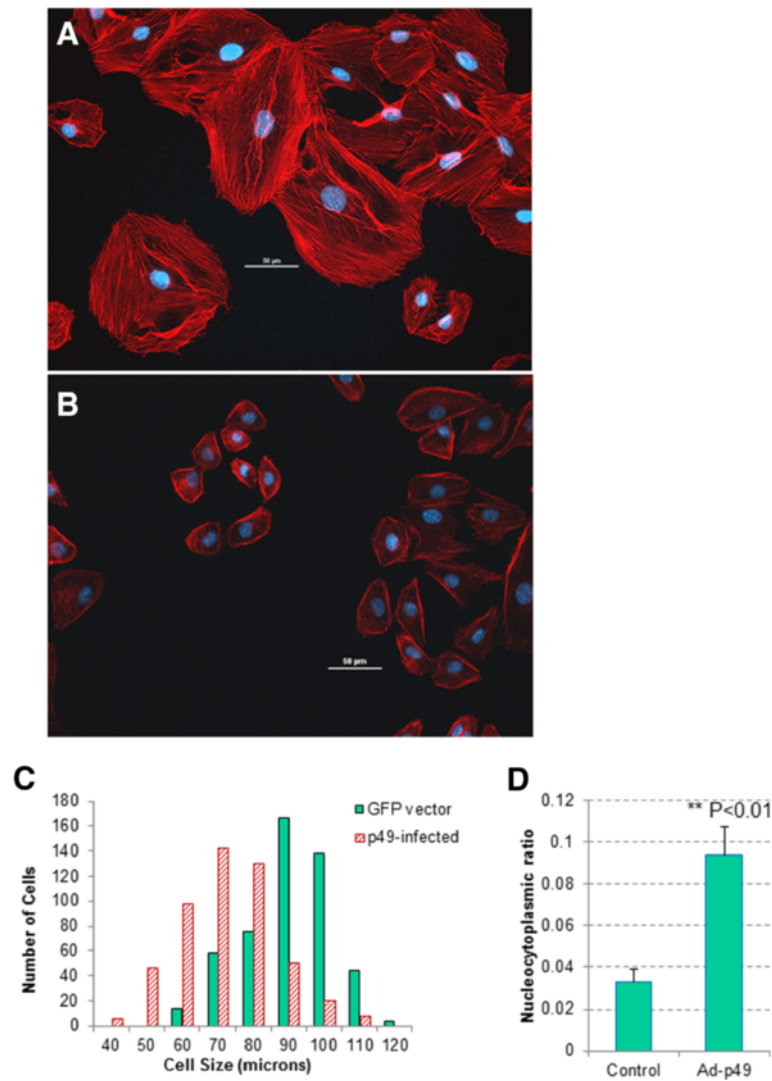 A
50 µm
B
50 µm
C
180
160
140
120
100
80
60
40
20
0
Number of Cells
GFP vector
p49-infected
40 50 60 70 80 90 100 110 120
Cell Size (microns)
D
0.12
0.1
0.08
0.06
0.04
0.02
0
Nucleocytoplasmic ratio
** P<0.01
Control Ad-p49